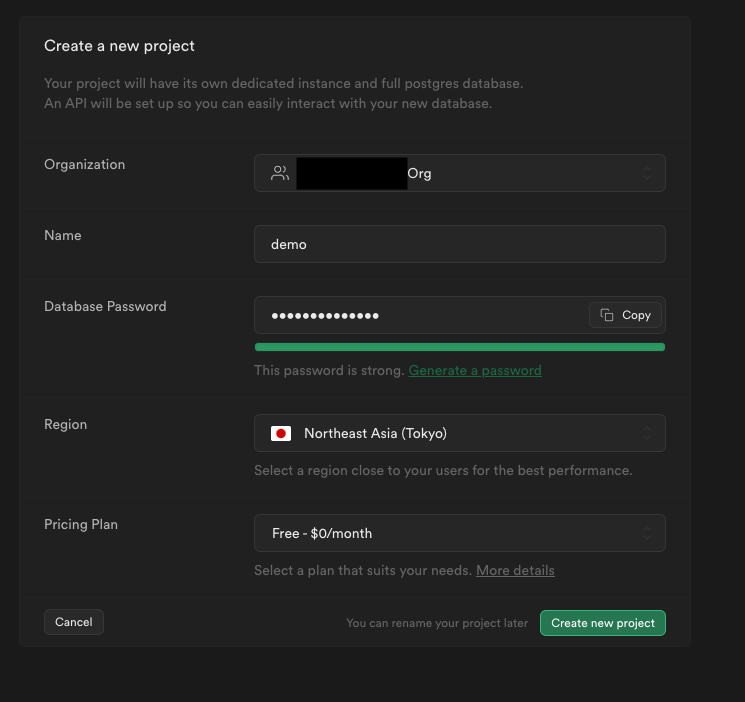 Create a new project
Your project will have its own dedicated instance and full postgres database.
An API will be set up so you can easily interact with your new database.
Organization
Org
Name
demo
Database Password
••••••••••••••
Copy
This password is strong. Generate a password
Region
Northeast Asia (Tokyo)
Select a region close to your users for the best performance.
Pricing Plan
Free - $0/month
Select a plan that suits your needs. More details
Cancel
You can rename your project later
Create new project